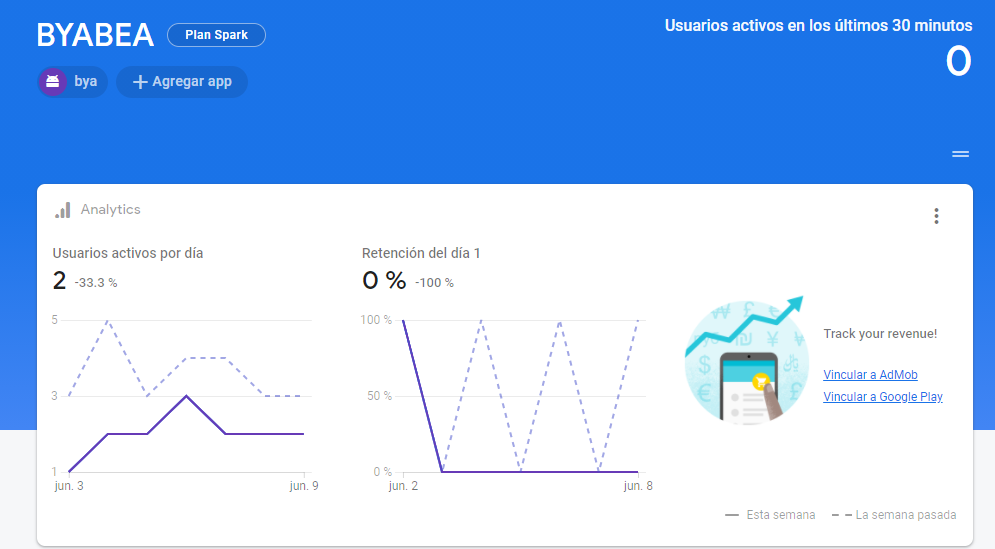 BYABEA
Plan Spark
Usuarios activos en los últimos 30 minutos
0
bya
Agregar app
Analytics
Usuarios activos por día
2 -33.3 %
5
3
1
jun. 3
jun. 9
Retención del día 1
0 % -100 %
100 %
50 %
0 %
jun. 2
jun. 8
Track your revenue!
Vincular a AdMob
Vincular a Google Play
Esta semana
La semana pasada